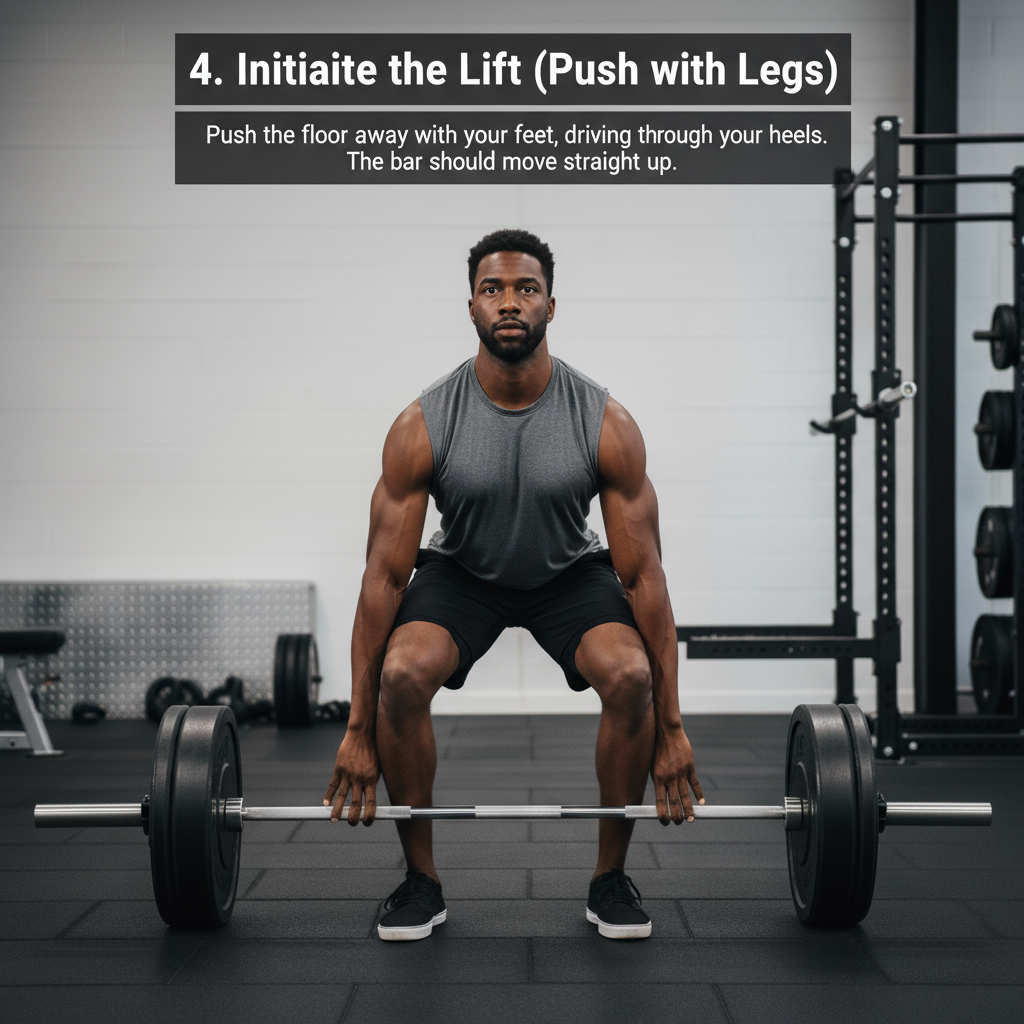 4. Initiaite the Lift (Push with Legs)
Push the floor away with your feet, driving through your heels.
The bar should move straight up.